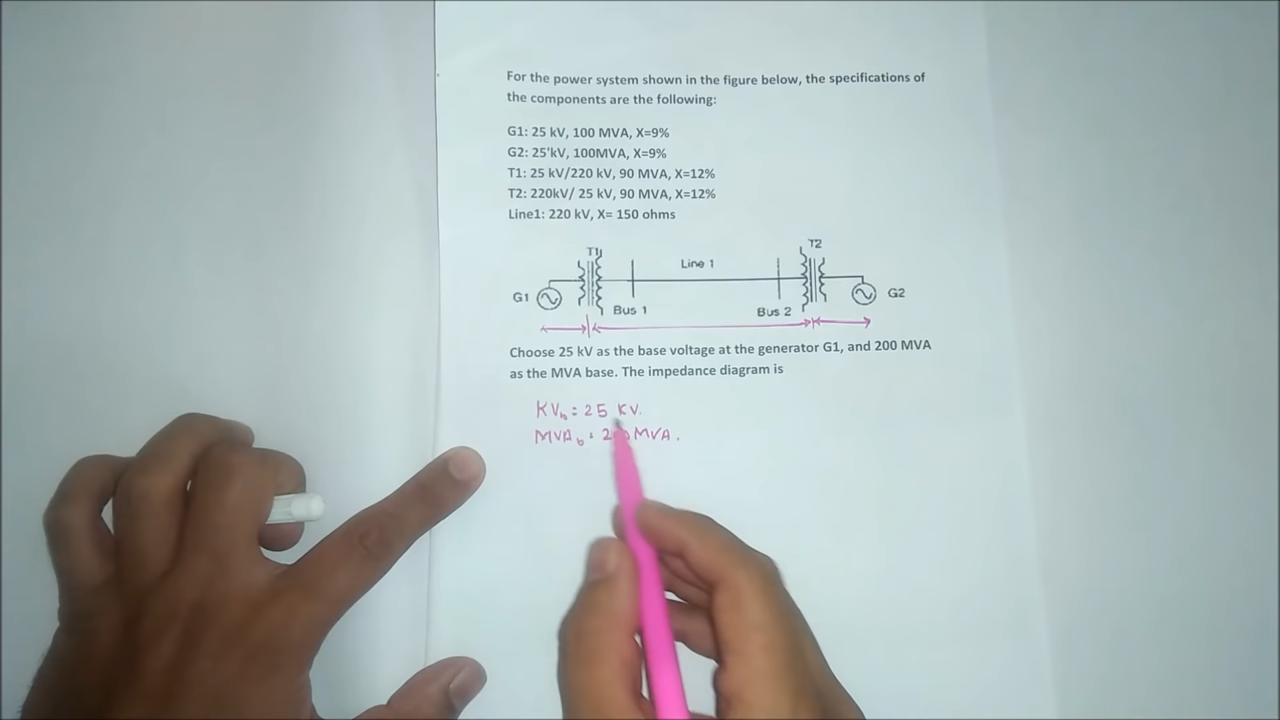 For the power system shown in the figure below, the specifications of
the components are the following:
G1: 25 kV, 100 MVA, X=9%
G2: 25'kV, 100MVA, X=9%
T1: 25 kV/220 kV, 90 MVA, X=12%
T2: 220kV/ 25 kV, 90 MVA, X=12%
Line1: 220 kV, X= 150 ohms
T1
T2
Line 1
G1
G2
Bus 1
Bus 2
Choose 25 kV as the base voltage at the generator G1, and 200 MVA
as the MVA base. The impedance diagram is
KVb = 25 KV.
MVAb = 200 MVA.